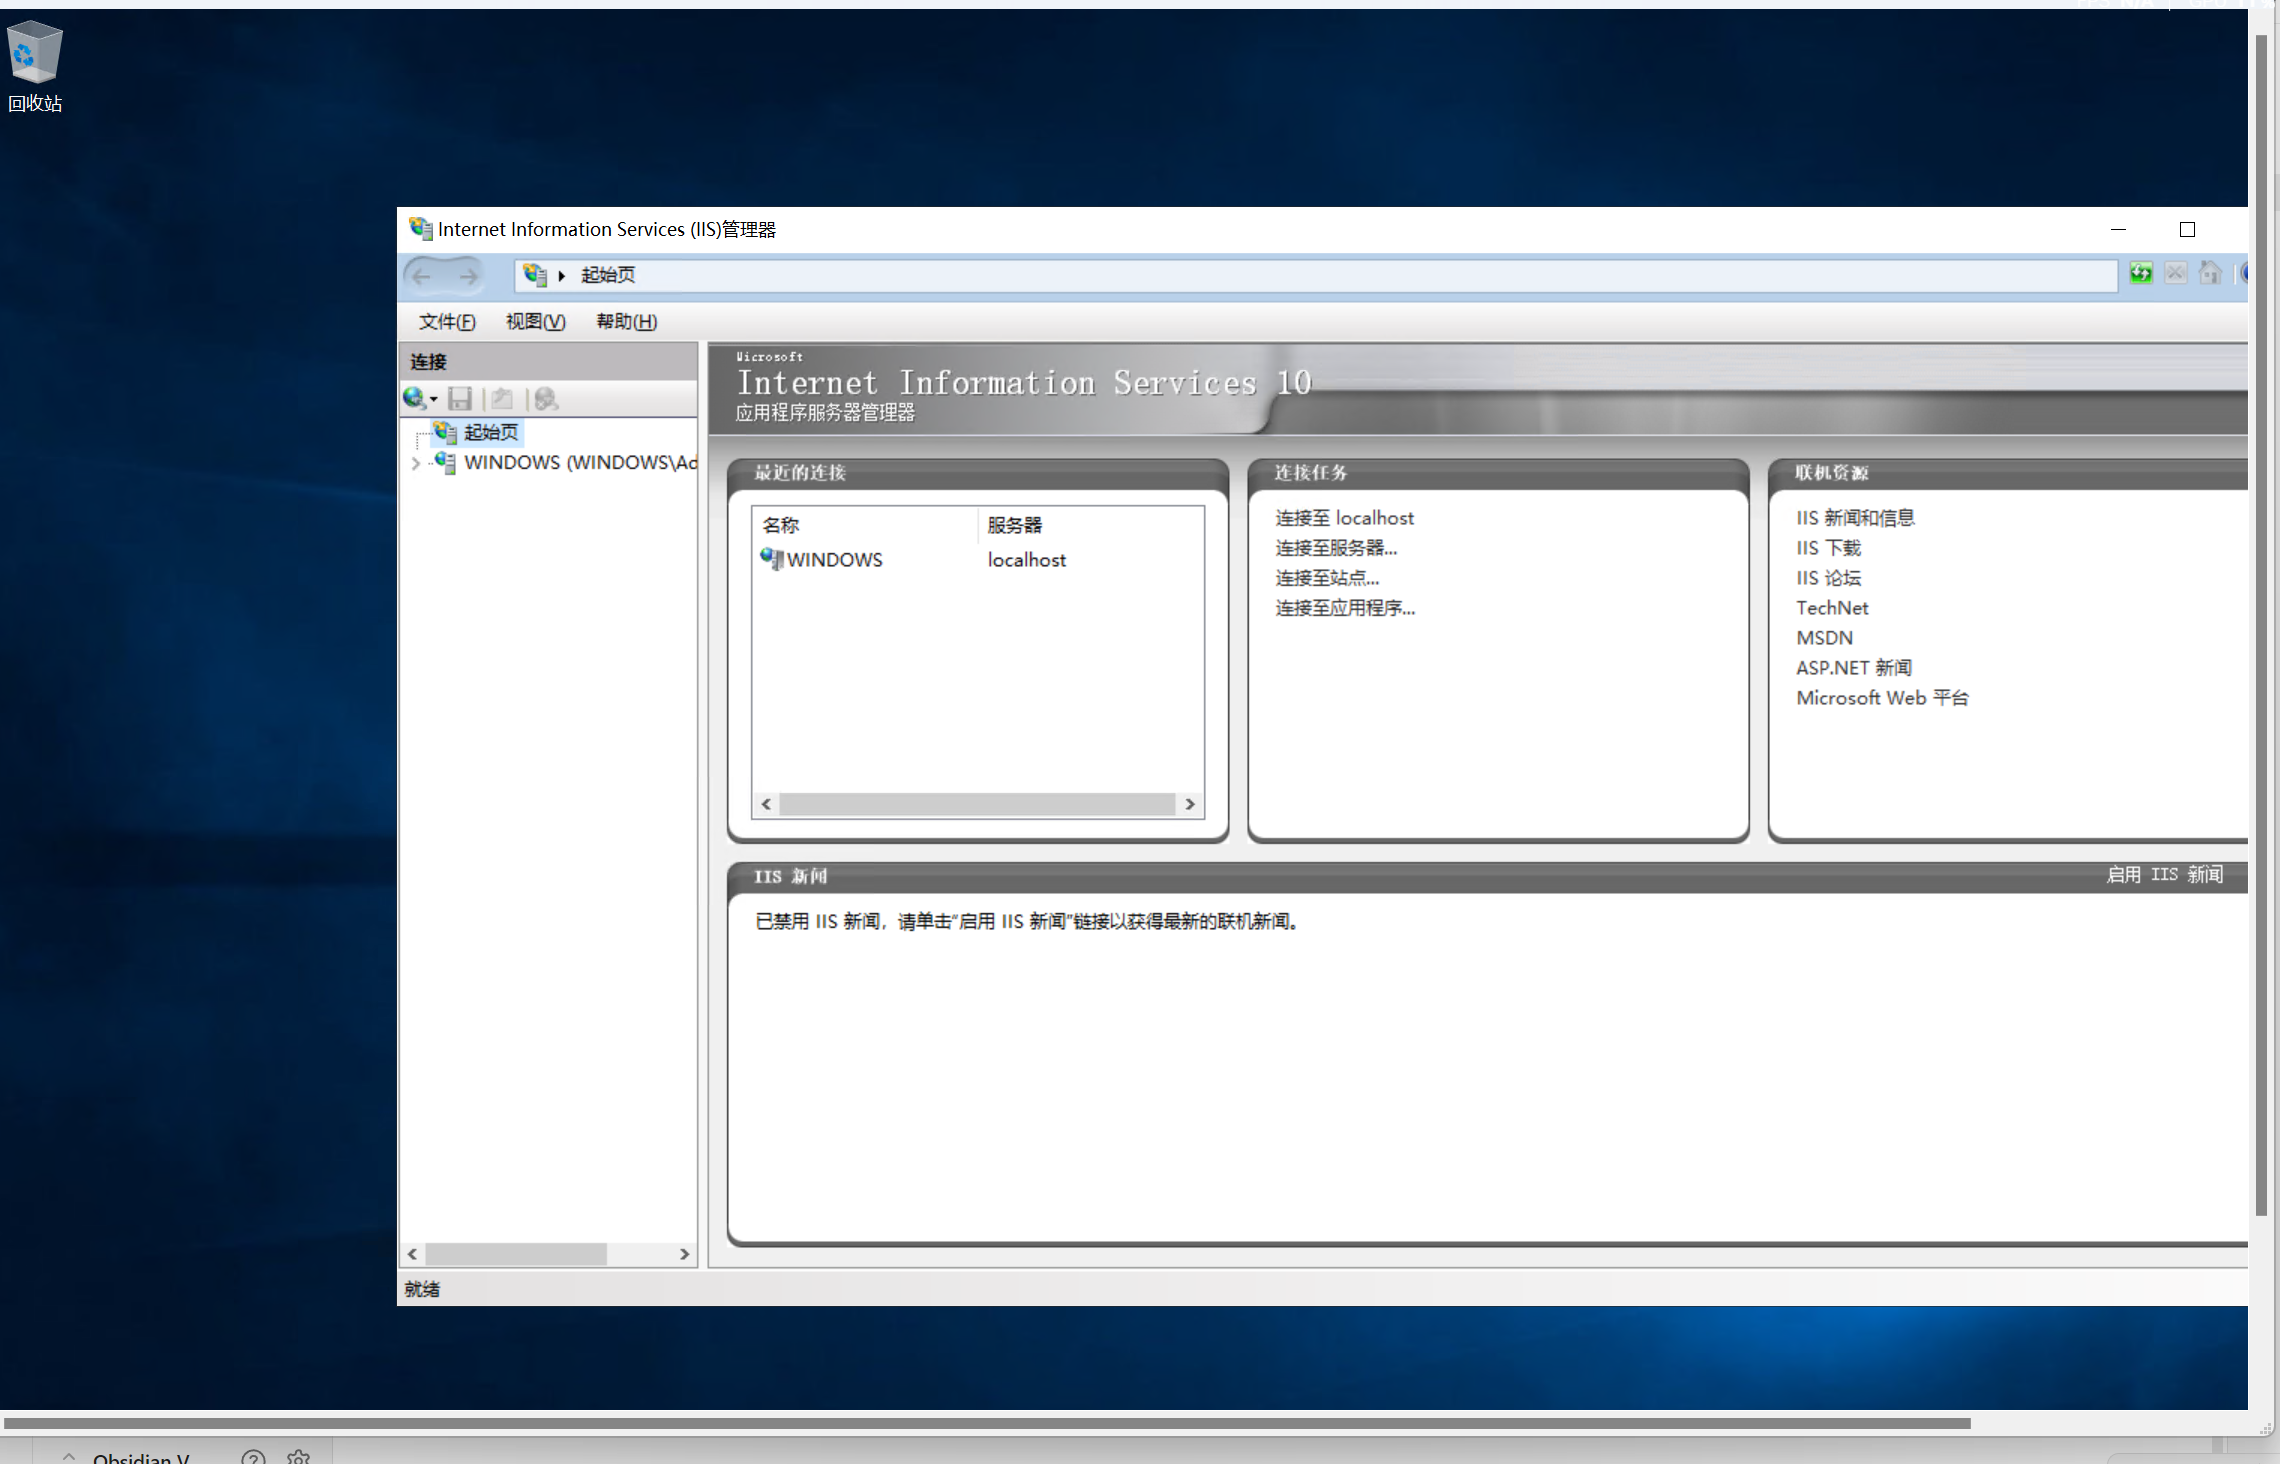 回收站
Internet Information Services (IIS)管理器
起始页
文件(F) 视图(V) 帮助(H)
连接
起始页
WINDOWS (WINDOWS\Ad
Microsoft
Internet Information Services 10
应用程序服务器管理器
最近的连接
名称 服务器
WINDOWS localhost
连接任务
连接至 localhost
连接至服务器...
连接至站点...
连接至应用程序...
联机资源
IIS 新闻和信息
IIS 下载
IIS 论坛
TechNet
MSDN
ASP.NET 新闻
Microsoft Web 平台
IIS 新闻 启用 IIS 新闻
已禁用 IIS 新闻，请单击“启用 IIS 新闻”链接以获得最新的联机新闻。
就绪
Obsidian V